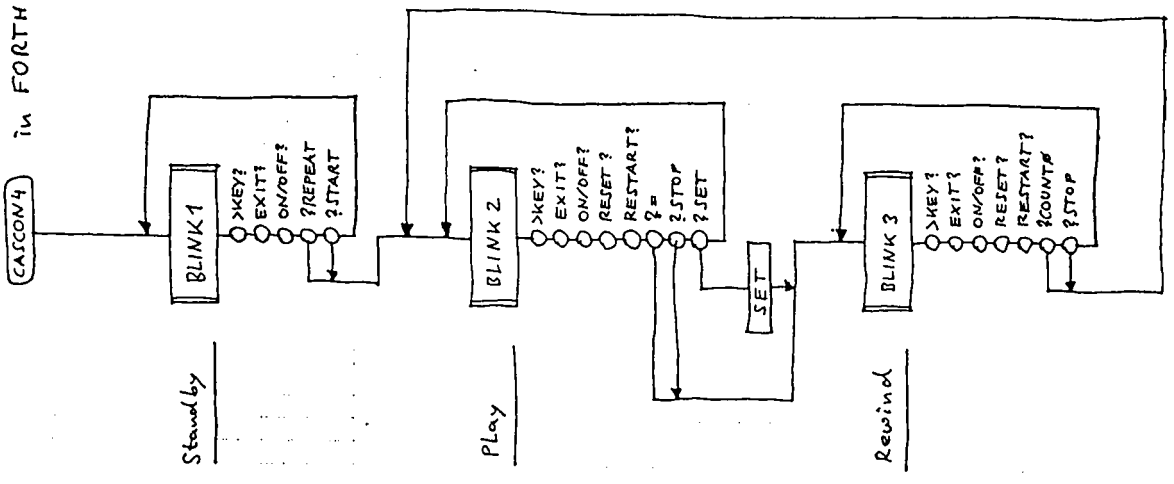 CASCON4 in FORTH
Standby
BLINK1
>KEY?
EXIT?
ON/OFF?
?REPEAT
?START
Play
BLINK 2
>KEY?
EXIT?
ON/OFF?
RESET?
RESTART?
?=
?STOP
?SET
SET
Rewind
BLINK 3
>KEY?
EXIT?
ON/OFF?
RESET?
RESTART?
?COUNTØ
?STOP